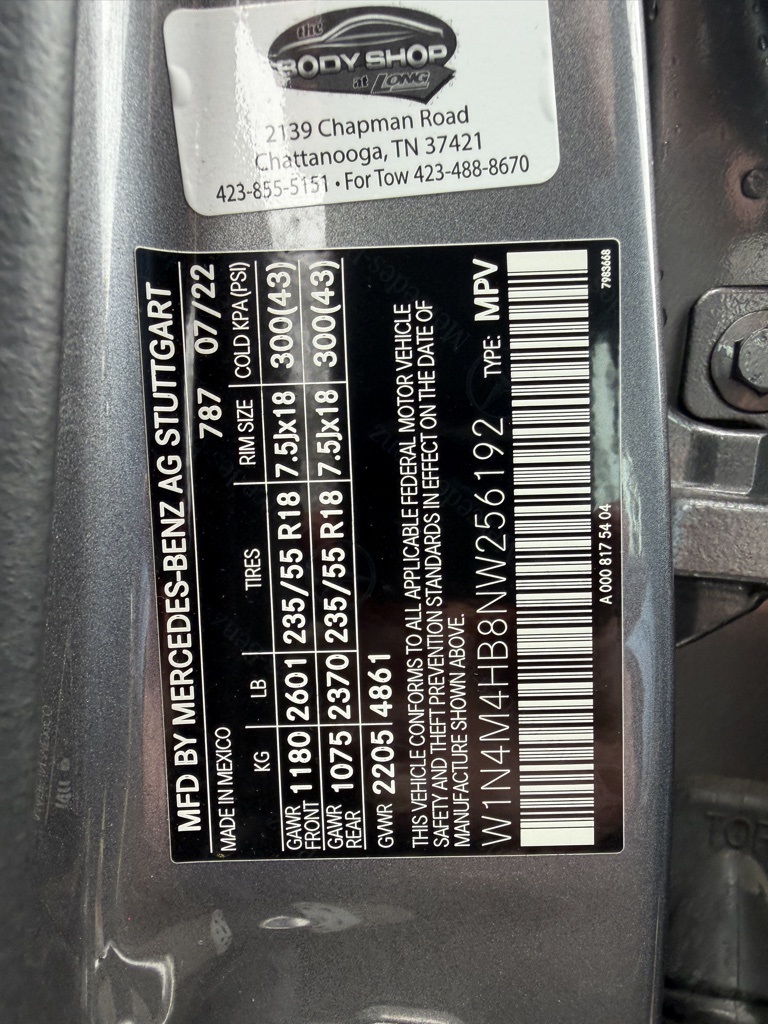 the
BODY SHOP
at LONG
2139 Chapman Road
Chattanooga, TN 37421
423-855-5151 • For Tow 423-488-8670
MFD BY MERCEDES-BENZ AG STUTTGART
787 07/22
MADE IN MEXICO
KG LB TIRES RIM SIZE COLD KPA (PSI)
GAWR FRONT 1180 2601 235/55 R18 7.5Jx18 300(43)
GAWR REAR 1075 2370 235/55 R18 7.5Jx18 300(43)
GVWR 2205 4861
THIS VEHICLE CONFORMS TO ALL APPLICABLE FEDERAL MOTOR VEHICLE
SAFETY AND THEFT PREVENTION STANDARDS IN EFFECT ON THE DATE OF
MANUFACTURE SHOWN ABOVE.
W1N4M4HB8NW256192 TYPE: MPV
A 000 817 54 04
7983668